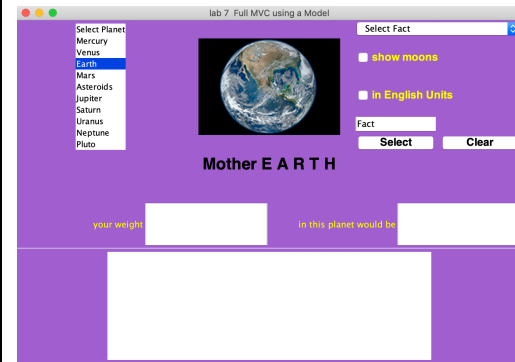 lab 7 Full MVC using a Model
Select Planet
Mercury
Venus
Earth
Mars
Asteroids
Jupiter
Saturn
Uranus
Neptune
Pluto
Select Fact
show moons
in English Units
Fact
Select
Clear
Mother E A R T H
your weight
in this planet would be